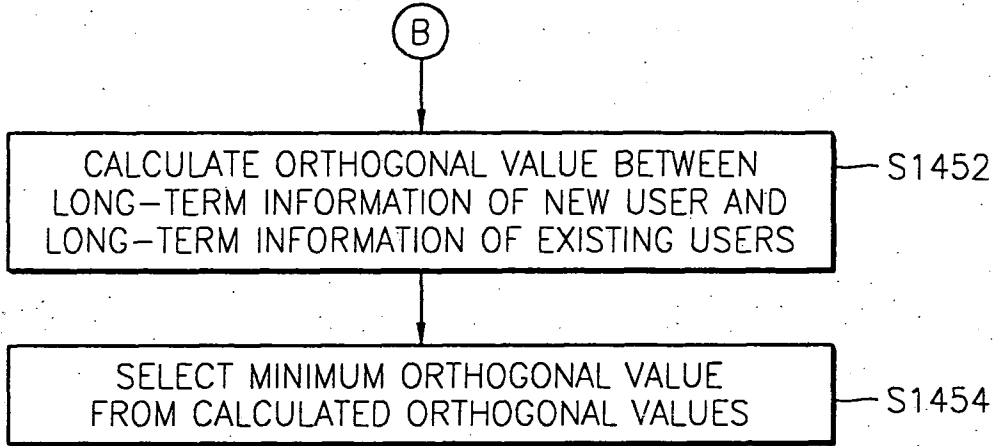 B
CALCULATE ORTHOGONAL VALUE BETWEEN
LONG-TERM INFORMATION OF NEW USER AND
LONG-TERM INFORMATION OF EXISTING USERS
S1452
SELECT MINIMUM ORTHOGONAL VALUE
FROM CALCULATED ORTHOGONAL VALUES
S1454